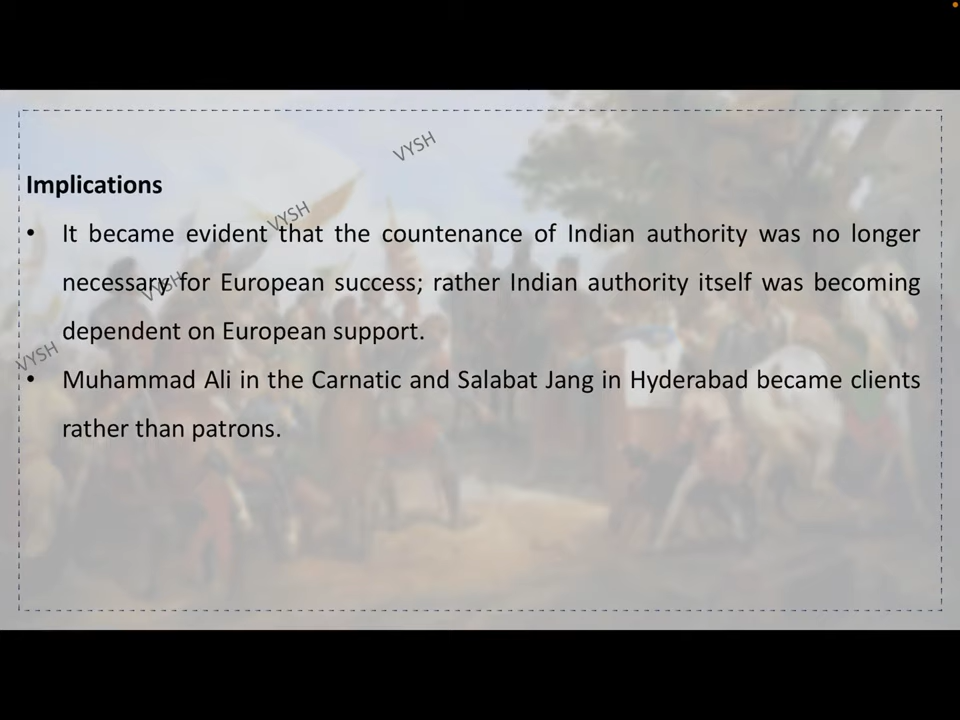 VYSH
Implications
VYSH
• It became evident that the countenance of Indian authority was no longer
necessary for European success; rather Indian authority itself was becoming
VYSH
dependent on European support.
VYSH
• Muhammad Ali in the Carnatic and Salabat Jang in Hyderabad became clients
rather than patrons.